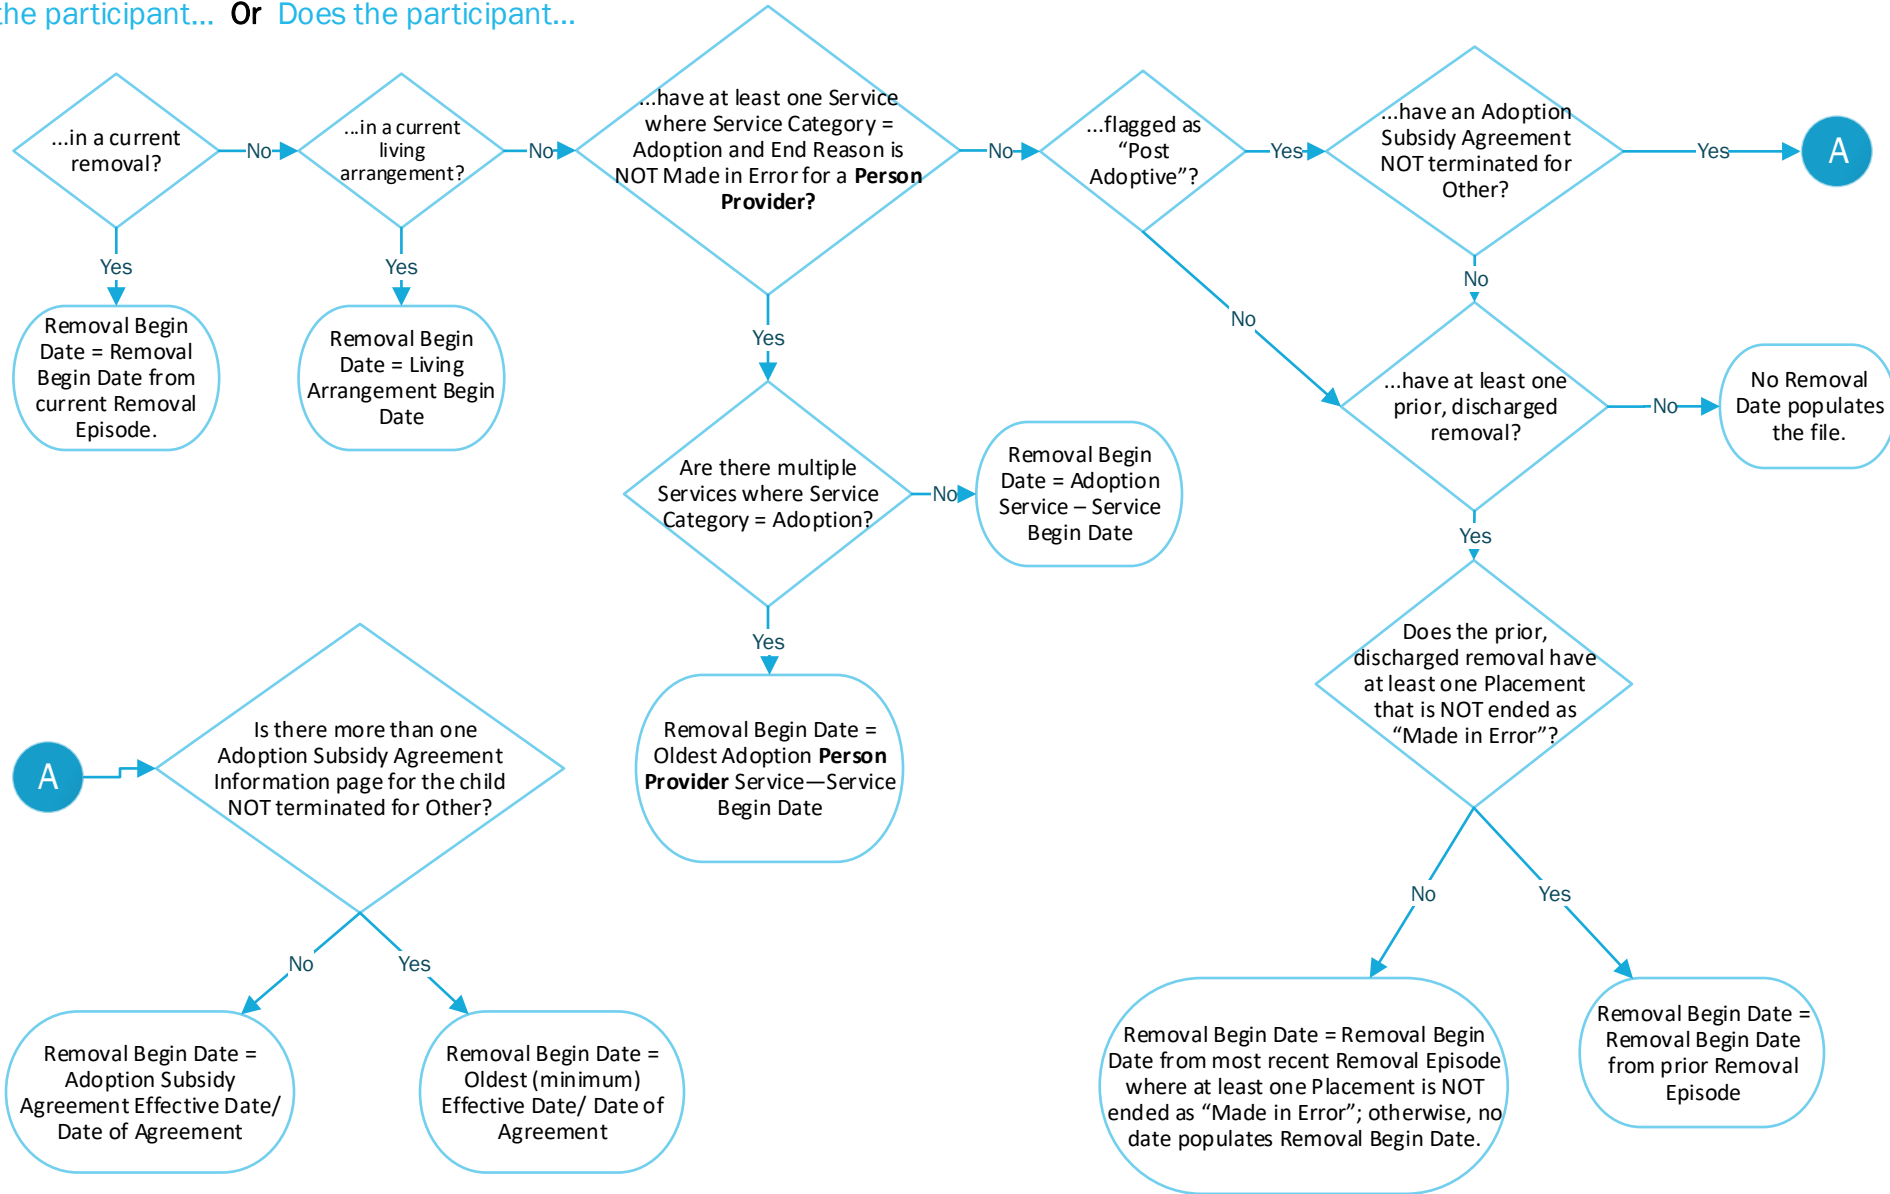 the participant... Or Does the participant...
...in a current
removal?
No
...in a current
living
arrangement?
No
...have at least one Service
where Service Category =
Adoption and End Reason is
NOT Made in Error for a Person
Provider?
No
...flagged as
“Post
Adoptive”?
Yes
...have an Adoption
Subsidy Agreement
NOT terminated for
Other?
Yes
A
Yes
Removal Begin
Date = Removal
Begin Date from
current Removal
Episode.
Yes
Removal Begin
Date = Living
Arrangement Begin
Date
Yes
No
No
...have at least one
prior, discharged
removal?
No
No Removal
Date populates
the file.
Are there multiple
Services where Service
Category = Adoption?
No
Removal Begin
Date = Adoption
Service – Service
Begin Date
Yes
Yes
Does the prior,
discharged removal have
at least one Placement
that is NOT ended as
“Made in Error”?
Removal Begin Date =
Oldest Adoption Person
Provider Service—Service
Begin Date
A
Is there more than one
Adoption Subsidy Agreement
Information page for the child
NOT terminated for Other?
No
Yes
No
Yes
Removal Begin Date =
Adoption Subsidy
Agreement Effective Date/
Date of Agreement
Removal Begin Date =
Oldest (minimum)
Effective Date/ Date of
Agreement
Removal Begin Date = Removal Begin
Date from most recent Removal Episode
where at least one Placement is NOT
ended as “Made in Error”; otherwise, no
date populates Removal Begin Date.
Removal Begin Date =
Removal Begin Date
from prior Removal
Episode